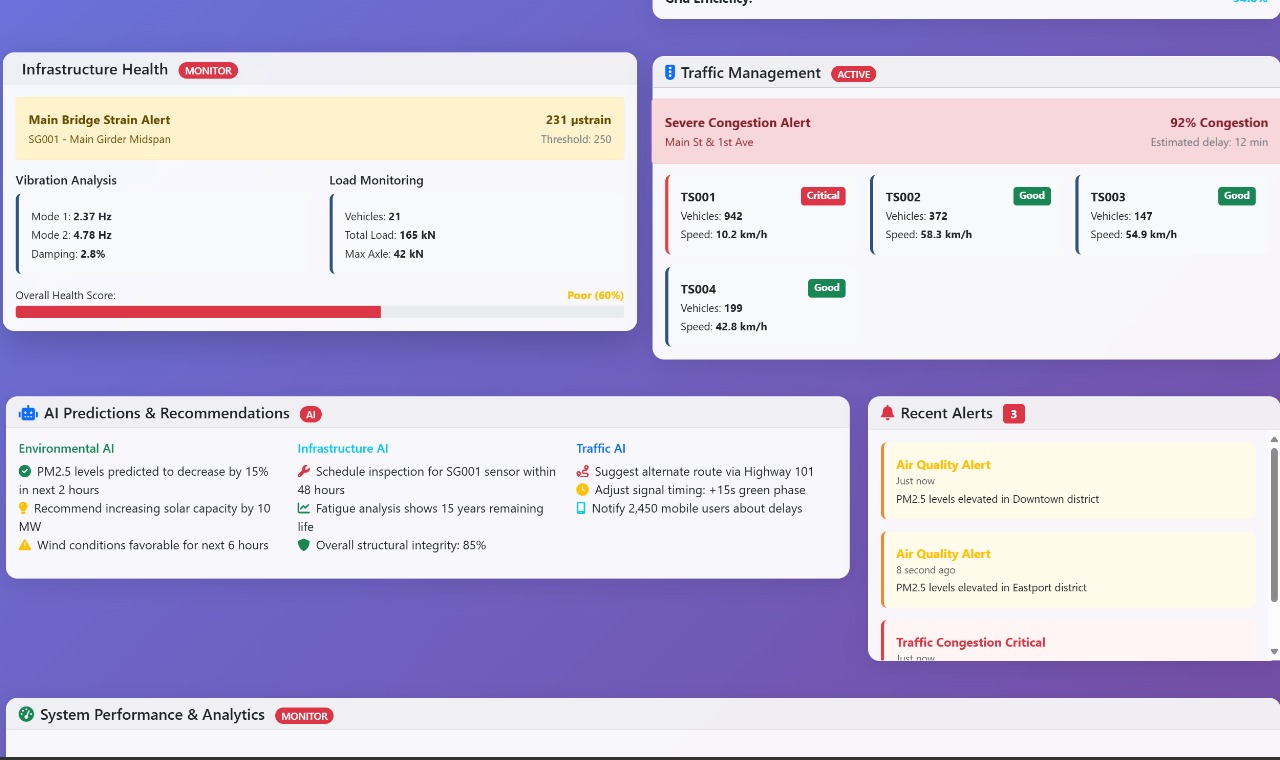 Grid Efficiency:
94.8%
Infrastructure Health MONITOR
Main Bridge Strain Alert
231 µstrain
SG001 - Main Girder Midspan
Threshold: 250
Vibration Analysis
Mode 1: 2.37 Hz
Mode 2: 4.78 Hz
Damping: 2.8%
Load Monitoring
Vehicles: 21
Total Load: 165 kN
Max Axle: 42 kN
Overall Health Score:
Poor (60%)
Traffic Management ACTIVE
Severe Congestion Alert
92% Congestion
Main St & 1st Ave
Estimated delay: 12 min
TS001
Critical
Vehicles: 942
Speed: 10.2 km/h
TS002
Good
Vehicles: 372
Speed: 58.3 km/h
TS003
Good
Vehicles: 147
Speed: 54.9 km/h
TS004
Good
Vehicles: 199
Speed: 42.8 km/h
AI Predictions & Recommendations AI
Environmental AI
PM2.5 levels predicted to decrease by 15%
in next 2 hours
Recommend increasing solar capacity by 10
MW
Wind conditions favorable for next 6 hours
Infrastructure AI
Schedule inspection for SG001 sensor within
48 hours
Fatigue analysis shows 15 years remaining
life
Overall structural integrity: 85%
Traffic AI
Suggest alternate route via Highway 101
Adjust signal timing: +15s green phase
Notify 2,450 mobile users about delays
Recent Alerts 3
Air Quality Alert
Just now
PM2.5 levels elevated in Downtown district
Air Quality Alert
8 second ago
PM2.5 levels elevated in Eastport district
Traffic Congestion Critical
Just now
System Performance & Analytics MONITOR